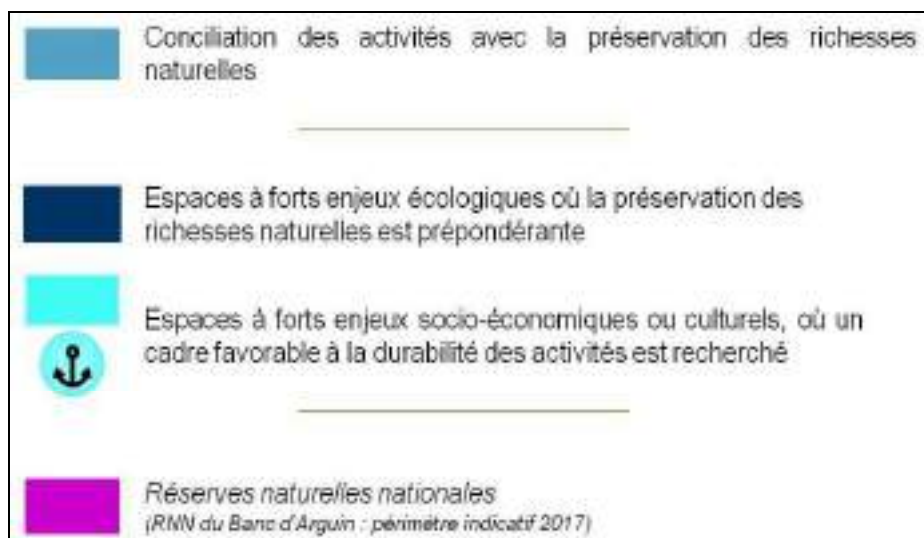 Conciliation des activités avec la préservation des richesses
naturelles
Espaces à forts enjeux écologiques où la préservation des
richesses naturelles est prépondérante
Espaces à forts enjeux socio-économiques ou culturels, où un
cadre favorable à la durabilité des activités est recherché
Réserves naturelles nationales
(RNN du Banc d'Arguin : périmètre indicatif 2017)